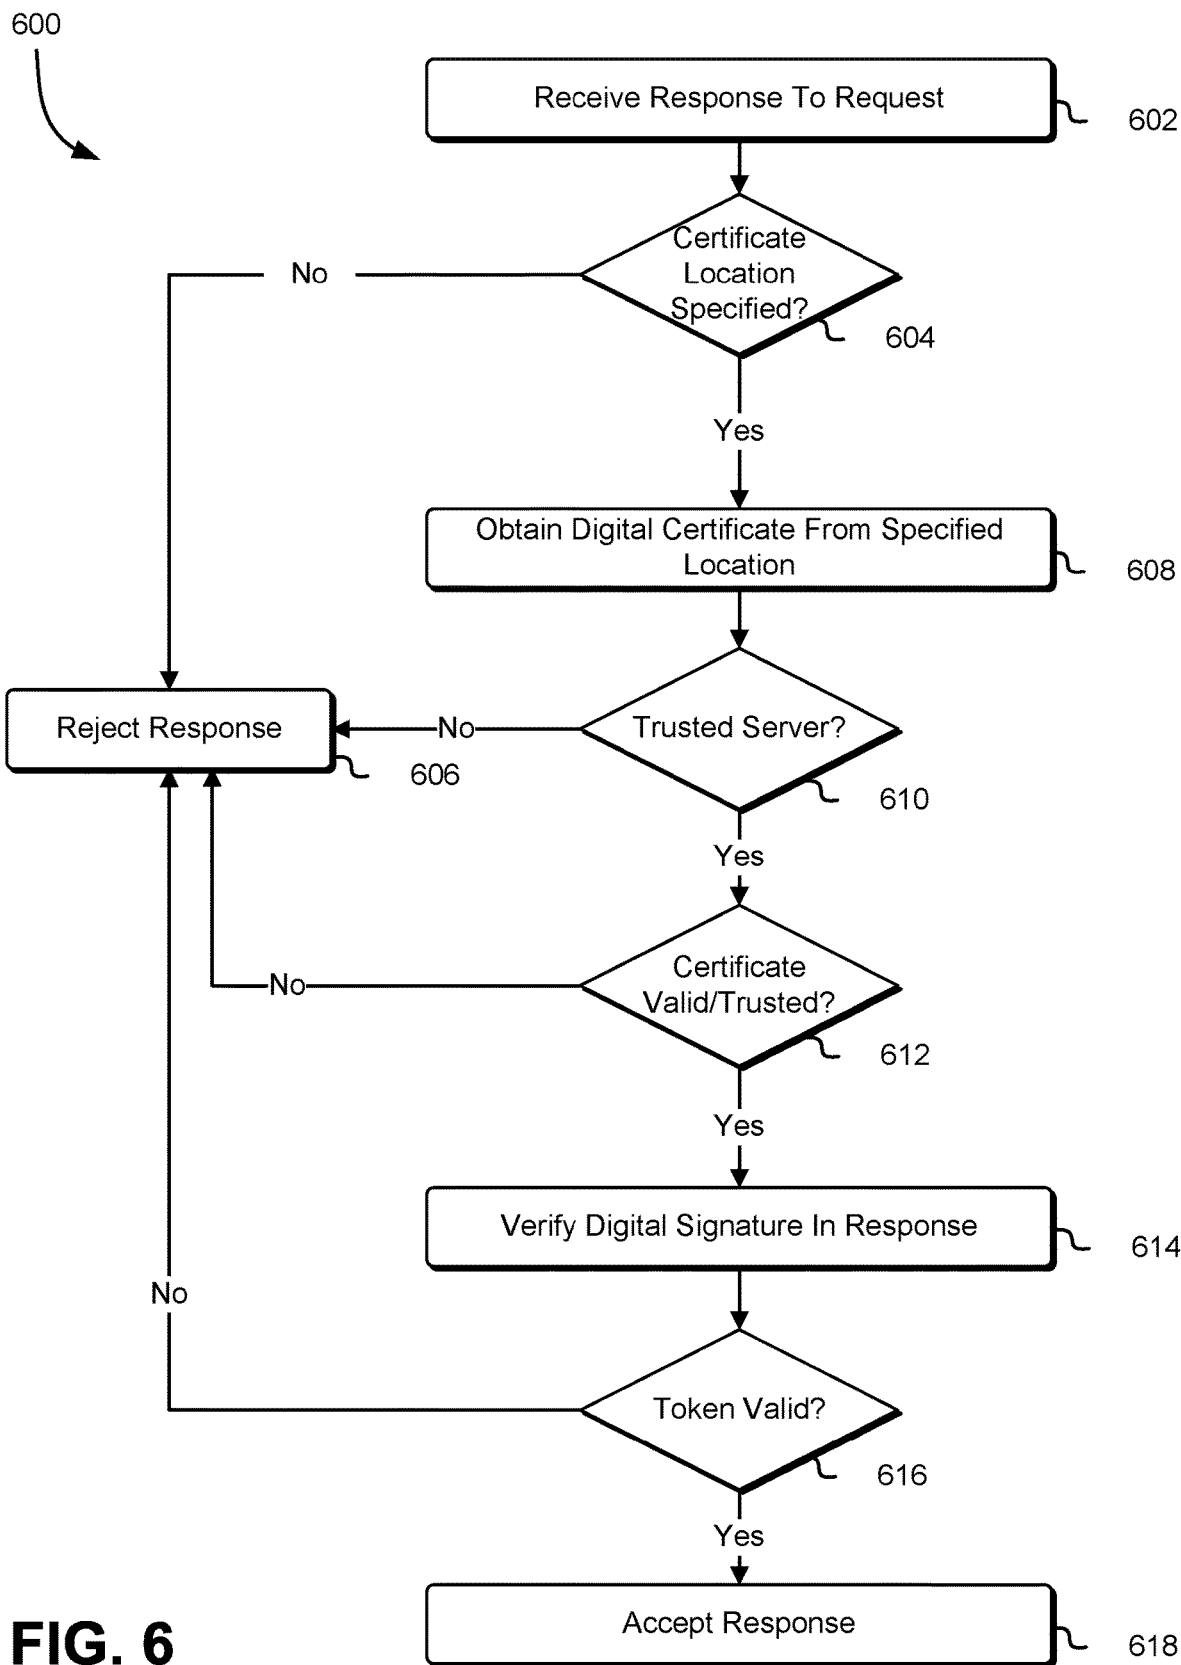 600
Receive Response To Request
602
Certificate
Location
Specified?
604
No
Yes
Obtain Digital Certificate From Specified
Location
608
Reject Response
606
No
Trusted Server?
610
Yes
Certificate
Valid/Trusted?
612
No
Yes
Verify Digital Signature In Response
614
No
Token Valid?
616
Yes
Accept Response
618
FIG. 6